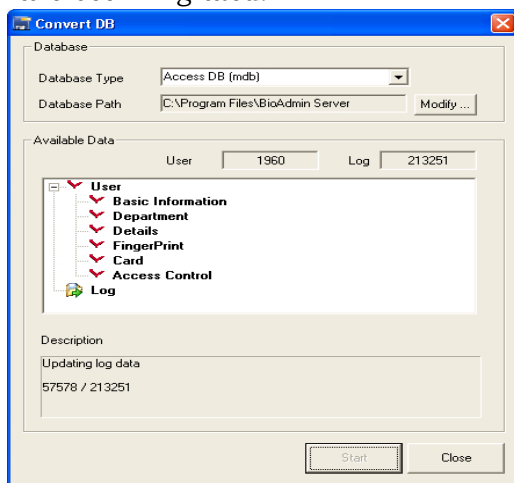 Convert DB
Database
Database Type Access DB (mdb)
Database Path C:\Program Files\BioAdmin Server Modify ...
Available Data
User 1960 Log 213251
User
Basic Information
Department
Details
FingerPrint
Card
Access Control
Log
Description
Updating log data
57578 / 213251
Start Close